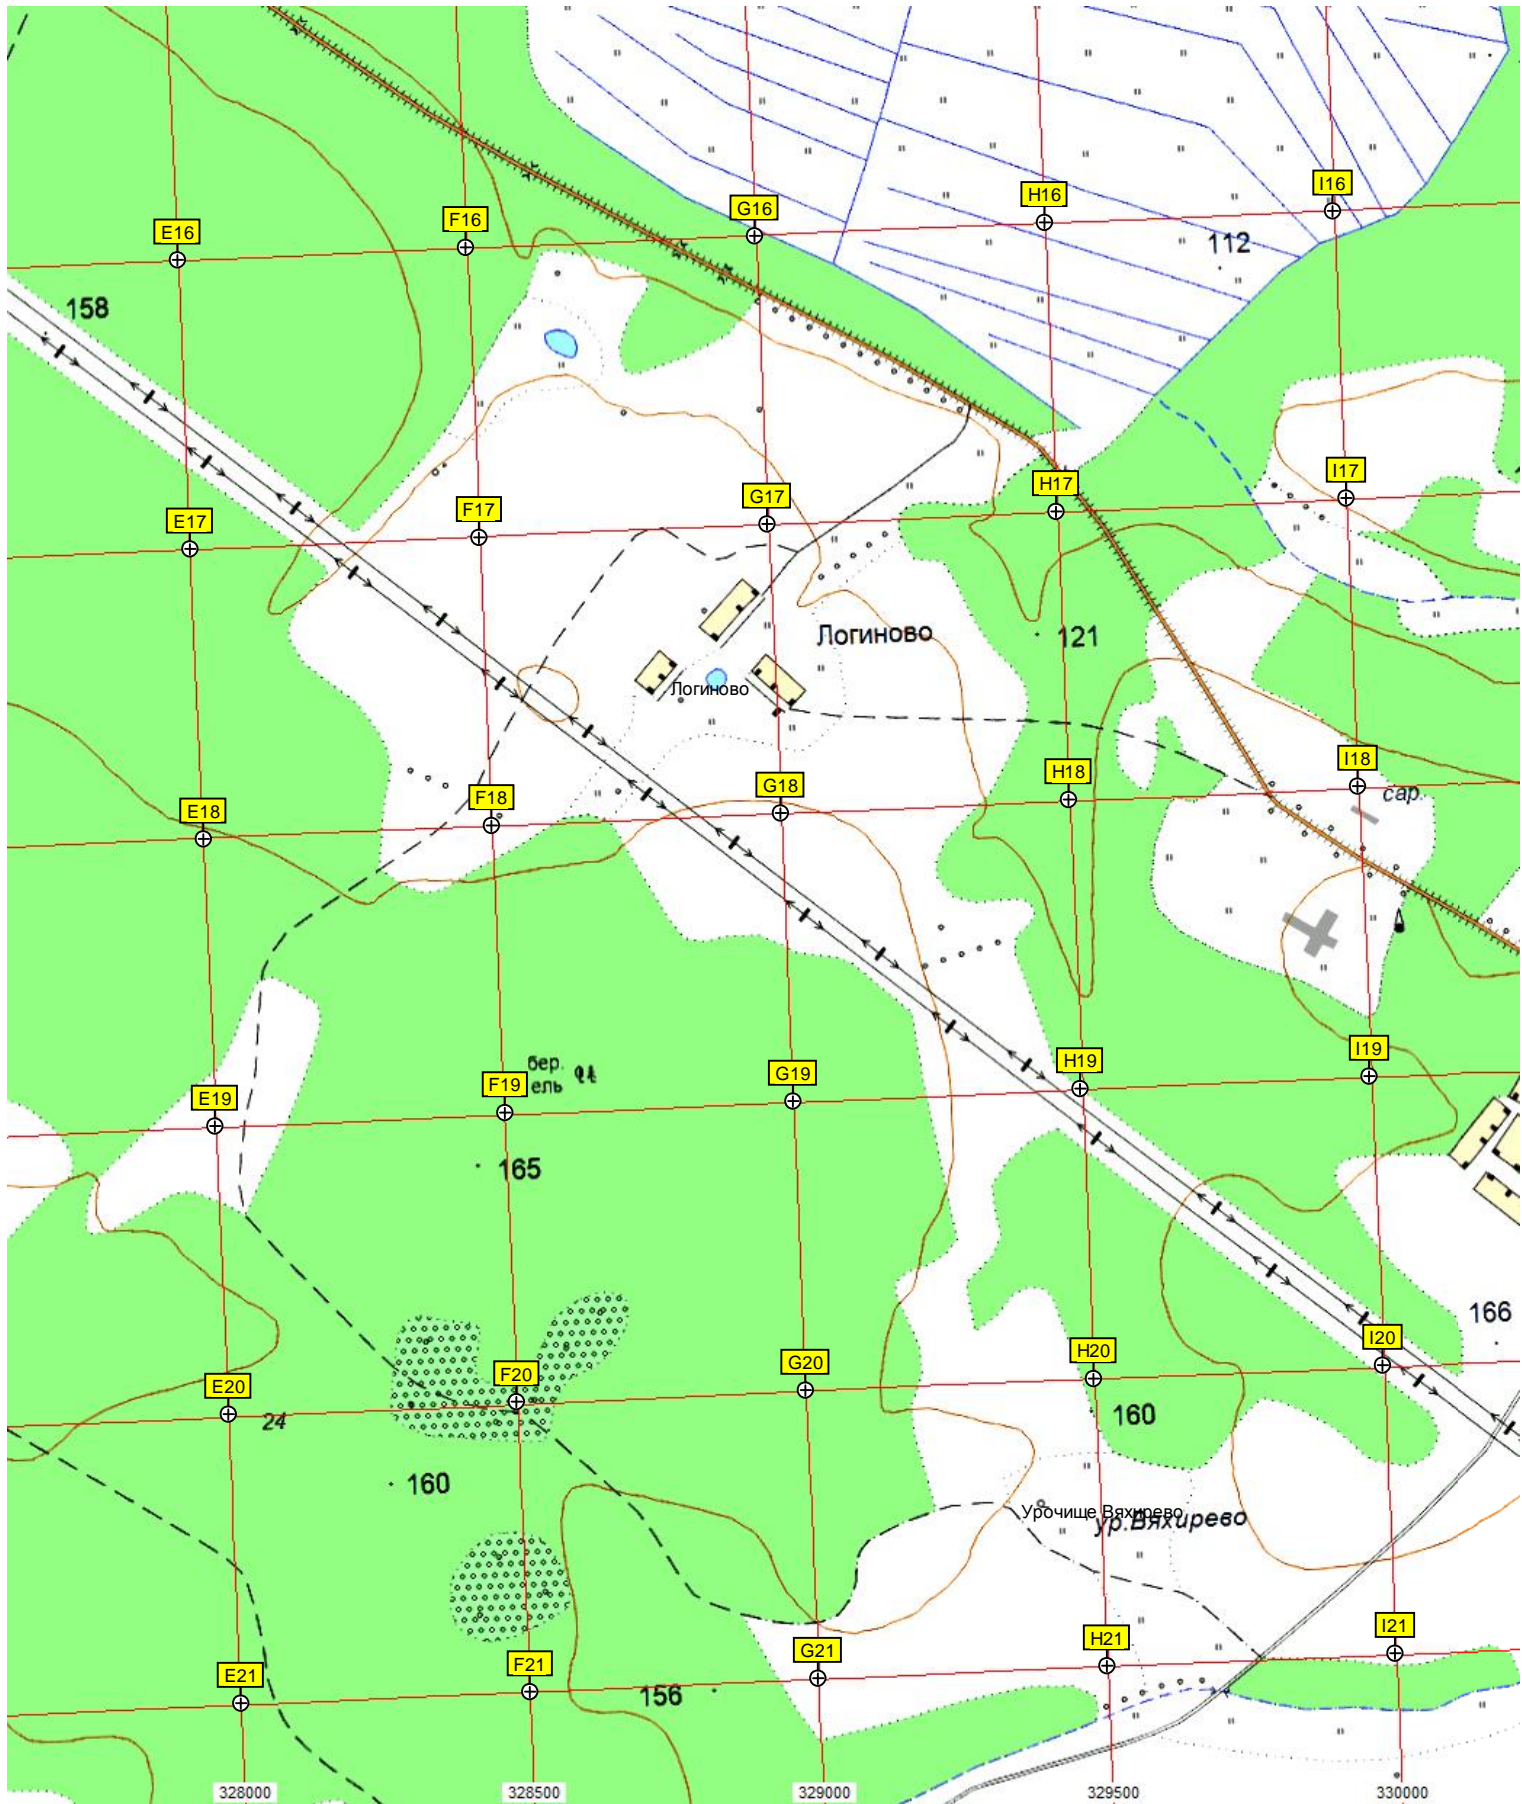 I16
H16
G16
F16
E16
112
158
I17
H17
G17
F17
E17
Логиново
121
Логиново
I18
сар.
H18
G18
F18
E18
I19
H19
бер.
ель
G19
F19
E19
165
166
I20
H20
G20
F20
E20
160
24
160
Урочище Вяхирево
ур.Вяхирево
I21
H21
G21
F21
E21
156
328000
328500
329000
329500
330000